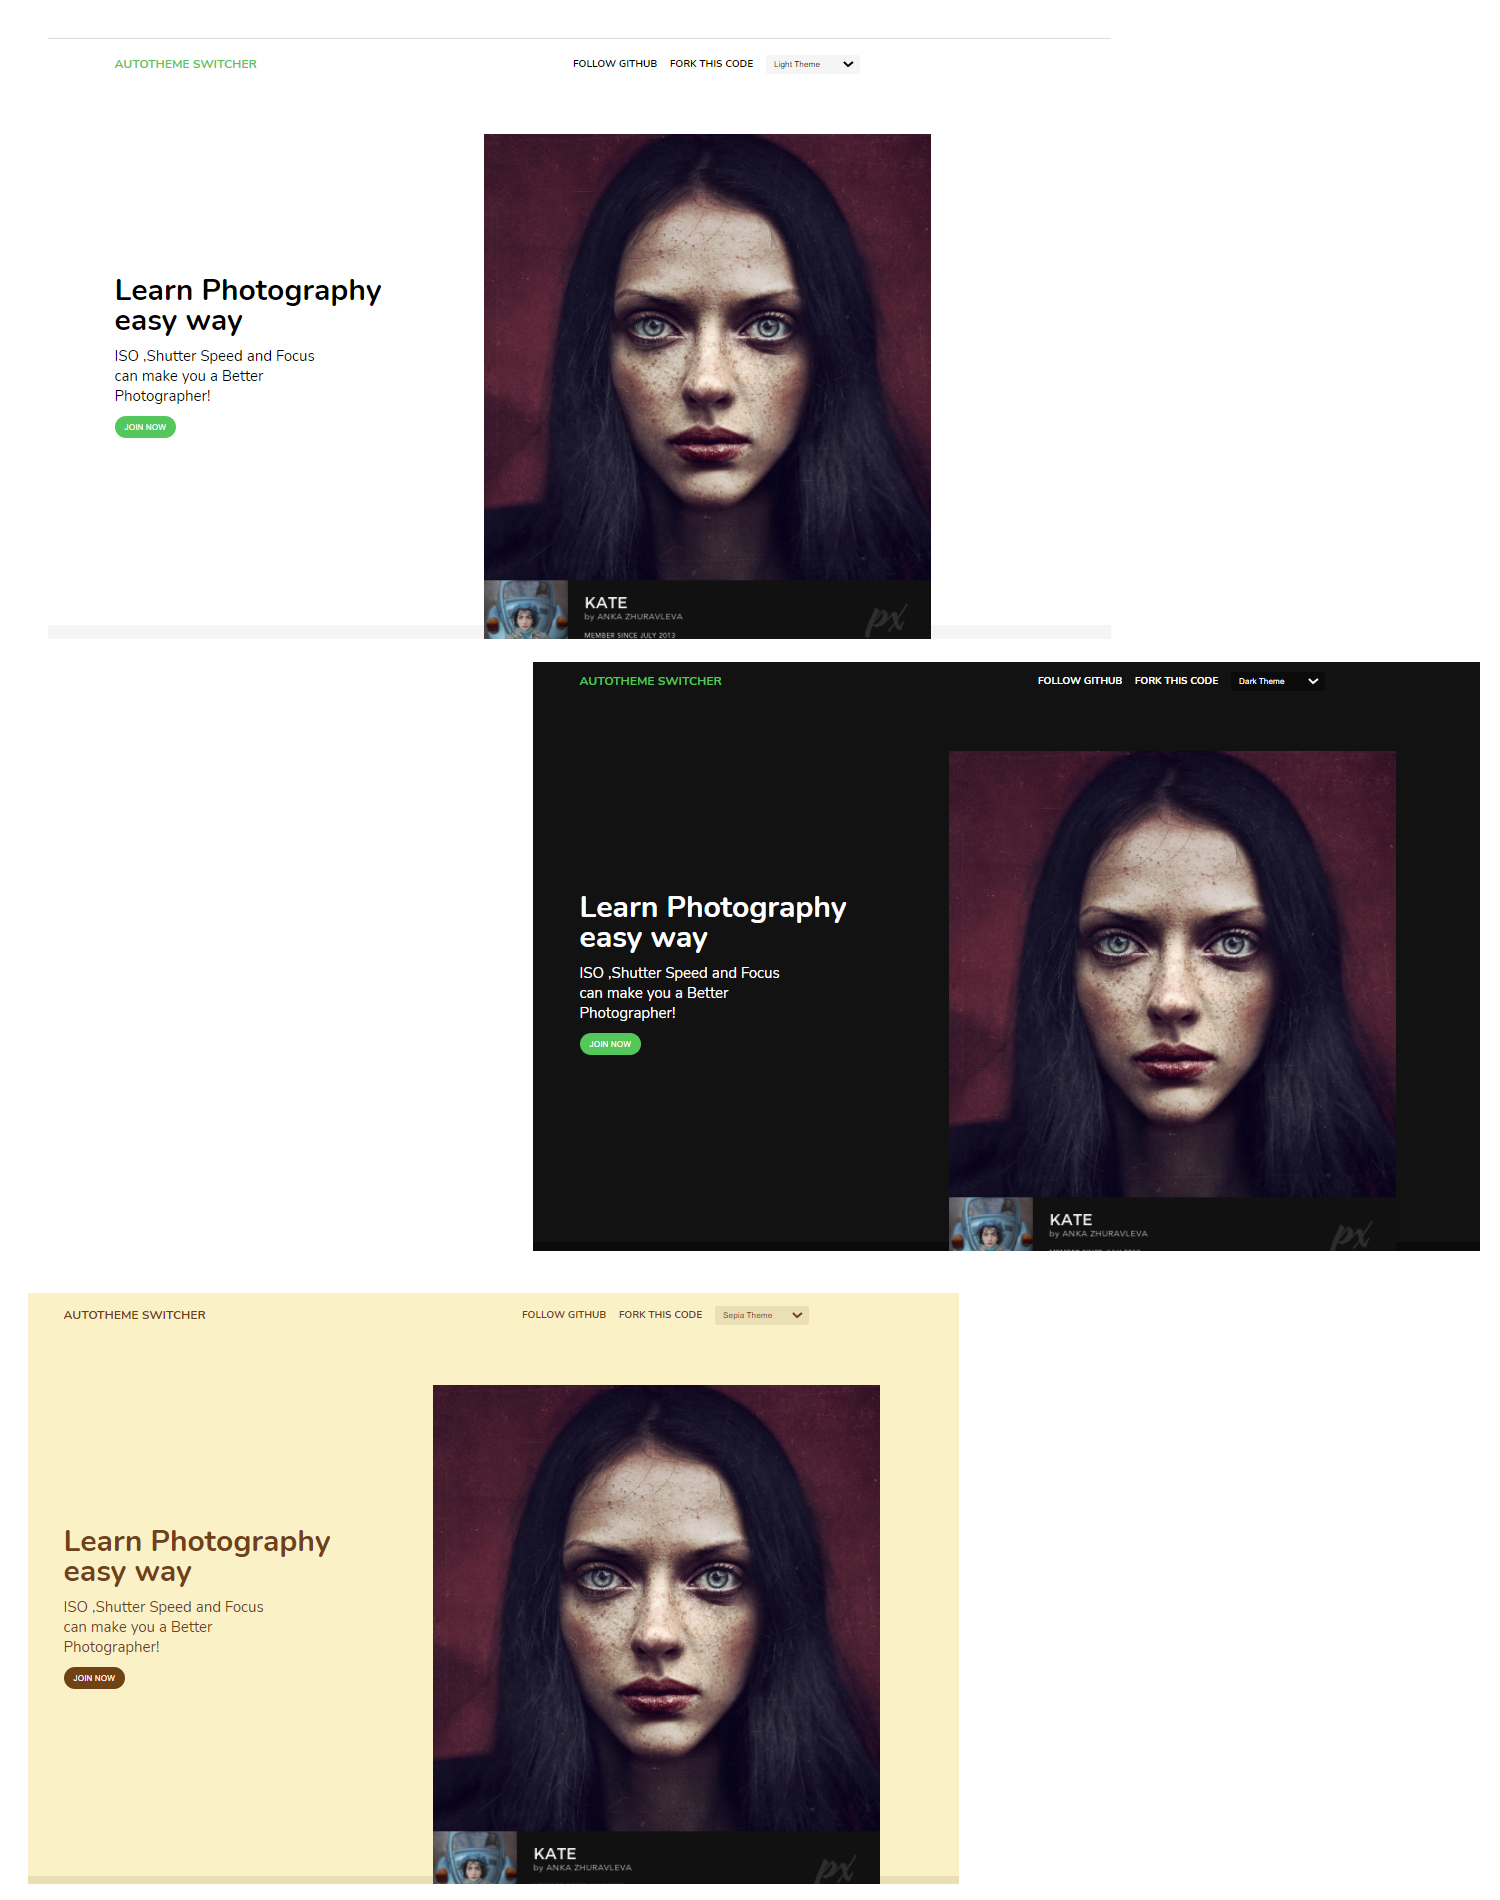 AUTOTHEME SWITCHER
FOLLOW GITHUB FORK THIS CODE Light Theme
Learn Photography
easy way
ISO ,Shutter Speed and Focus
can make you a Better
Photographer!
JOIN NOW
KATE
by ANKA ZHURAVLEVA
px
MEMBER SINCE JULY 2013
AUTOTHEME SWITCHER
FOLLOW GITHUB FORK THIS CODE Dark Theme
Learn Photography
easy way
ISO ,Shutter Speed and Focus
can make you a Better
Photographer!
JOIN NOW
KATE
by ANKA ZHURAVLEVA
px
AUTOTHEME SWITCHER
FOLLOW GITHUB FORK THIS CODE Sepia Theme
Learn Photography
easy way
ISO ,Shutter Speed and Focus
can make you a Better
Photographer!
JOIN NOW
KATE
by ANKA ZHURAVLEVA
px